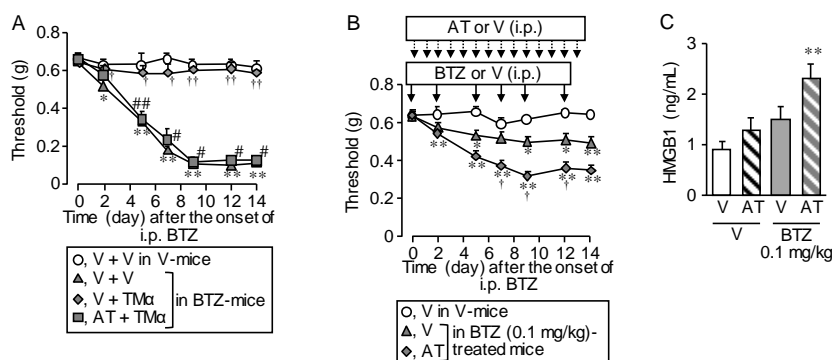 A
Threshold (g)
0.6
0.4
0.2
0
† † † †† †† ††
* ## ** # ** # ** # ** # **
0 2 4 6 8 10 12 14
Time (day) after the onset of
i.p. BTZ
, V + V in V-mice
, V + V
, V + TMα
, AT + TMα
in BTZ-mice
B
AT or V (i.p.)
BTZ or V (i.p.)
Threshold (g)
0.8
0.6
0.4
0.2
0
* * * **
** ** ** † ** † ** † **
0 2 4 6 8 10 12 14
Time (day) after the onset of
i.p. BTZ
, V in V-mice
, V
, AT
in BTZ (0.1 mg/kg)-
treated mice
C
HMGB1 (ng/mL)
3
2
1
0
**
V AT V AT
V BTZ
0.1 mg/kg